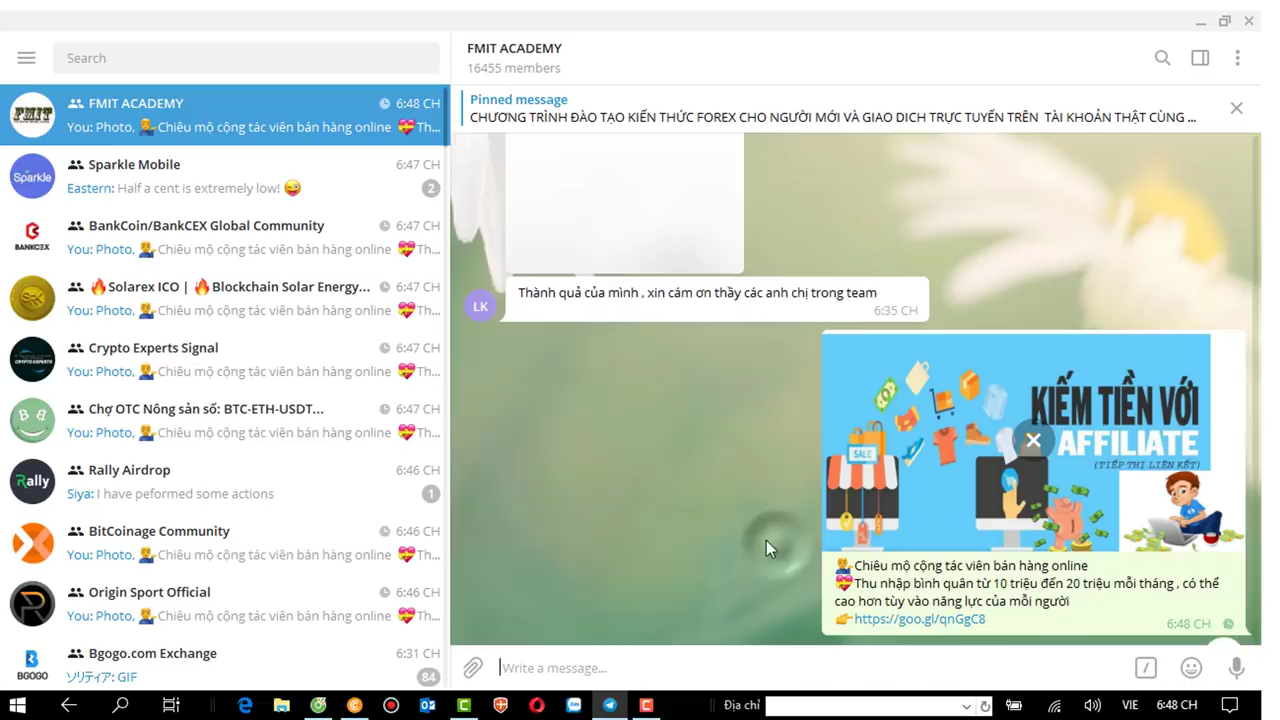 Search
FMIT ACADEMY
16455 members
Pinned message
CHƯƠNG TRÌNH ĐÀO TẠO KIẾN THỨC FOREX CHO NGƯỜI MỚI VÀ GIAO DICH TRỰC TUYẾN TRÊN TÀI KHOẢN THẬT CÙNG ...
FMIT
FMIT ACADEMY
6:48 CH
You: Photo, 💁‍♂️Chiêu mộ cộng tác viên bán hàng online 💝Th...
Sparkle
Sparkle Mobile
6:47 CH
Eastern: Half a cent is extremely low! 😜
2
BANKCEX
BankCoin/BankCEX Global Community
6:47 CH
You: Photo, 💁‍♂️Chiêu mộ cộng tác viên bán hàng online 💝Th...
SRK
🔥Solarex ICO | 🔥Blockchain Solar Energy...
6:47 CH
You: Photo, 💁‍♂️Chiêu mộ cộng tác viên bán hàng online 💝Th...
CRYPTO EXPERTS
Crypto Experts Signal
6:47 CH
You: Photo, 💁‍♂️Chiêu mộ cộng tác viên bán hàng online 💝Th...
Chợ OTC Nông sản số: BTC-ETH-USDT...
6:47 CH
You: Photo, 💁‍♂️Chiêu mộ cộng tác viên bán hàng online 💝Th...
Rally
Rally Airdrop
6:46 CH
Siya: I have peformed some actions
1
BitCoinage Community
6:46 CH
You: Photo, 💁‍♂️Chiêu mộ cộng tác viên bán hàng online 💝Th...
Origin Sport Official
6:46 CH
You: Photo, 💁‍♂️Chiêu mộ cộng tác viên bán hàng online 💝Th...
BGOGO
Bgogo.com Exchange
6:31 CH
ソリティア: GIF
84
LK
Thành quả của mình , xin cám ơn thầy các anh chị trong team
6:35 CH
KIẾM TIỀN VỚI
AFFILIATE
(TIẾP THỊ LIÊN KẾT)
SALE
💁‍♂️Chiêu mộ cộng tác viên bán hàng online
💝Thu nhập bình quân từ 10 triệu đến 20 triệu mỗi tháng , có thể
cao hơn tùy vào năng lực của mỗi người
👉https://goo.gl/qnGgC8
6:48 CH
Write a message...
Địa chỉ
VIE
6:48 CH